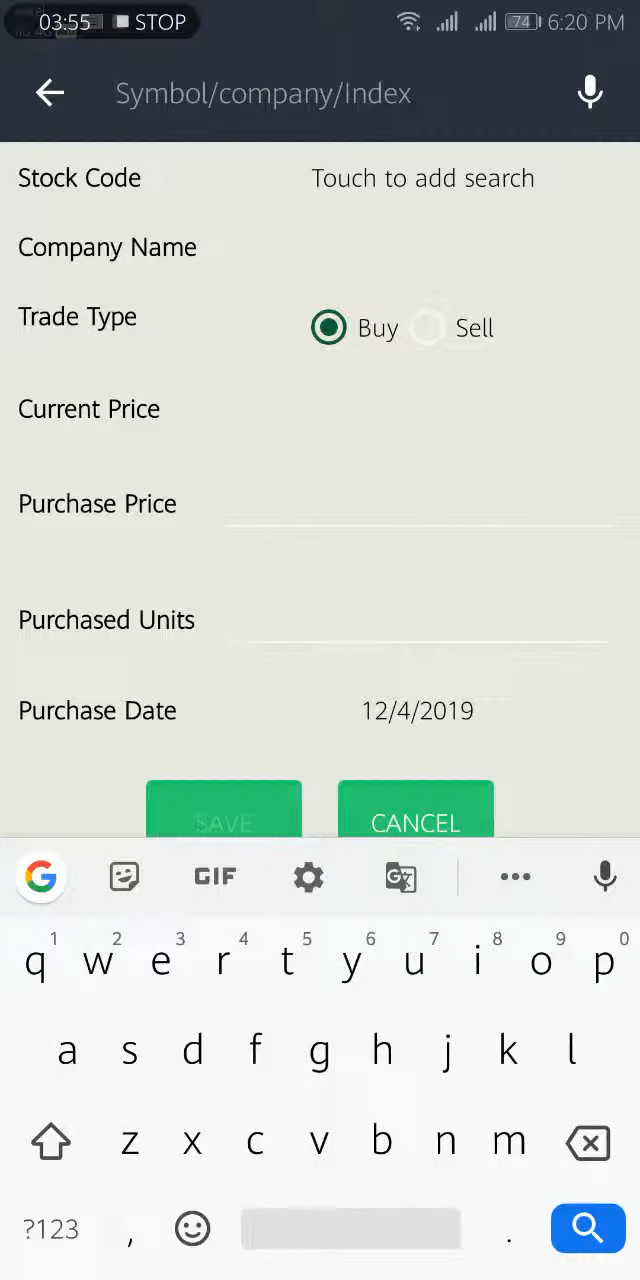 03:55 STOP 74 6:20 PM
Symbol/company/Index
Stock Code Touch to add search
Company Name
Trade Type Buy Sell
Current Price
Purchase Price
Purchased Units
Purchase Date 12/4/2019
SAVE CANCEL
G GIF G
1 2 3 4 5 6 7 8 9 0
q w e r t y u i o p
a s d f g h j k l
z x c v b n m
?123 , .